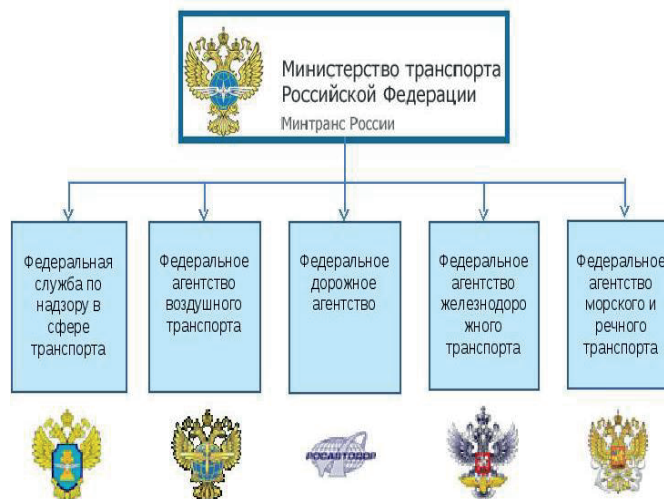 Министерство транспорта
Российской Федерации
Минтранс России
Федеральная
служба по
надзору в
сфере
транспорта
Федеральное
агентство
воздушного
транспорта
Федеральное
дорожное
агентство
Федеральное
агентство
железнодоро
жного
транспорта
Федеральное
агентство
морского и
речного
транспорта
РОСАВТОДОР